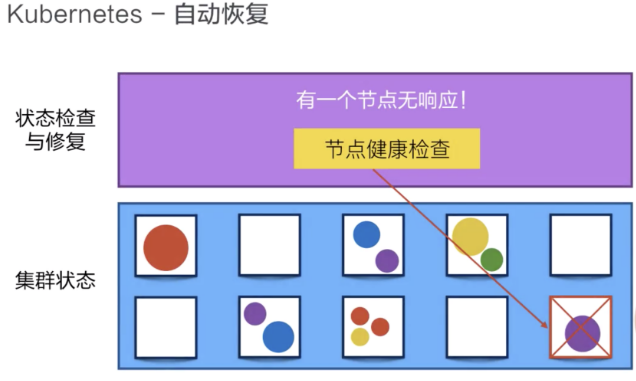 Kubernetes – 自动恢复
有一个节点无响应！
状态检查
与修复
节点健康检查
集群状态